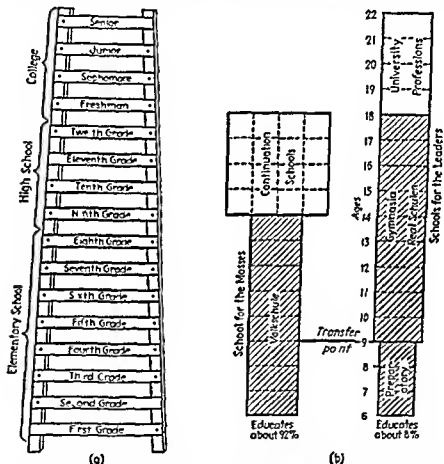 College
High School
Elementary School
Senior
Junior
Sophomore
Freshman
Twelfth Grade
Eleventh Grade
Tenth Grade
Ninth Grade
Eighth Grade
Seventh Grade
Sixth Grade
Fifth Grade
Fourth Grade
Third Grade
Second Grade
First Grade
(a)
School for the Masses
Continuation
Schools
Volkschule
Educates
about 92%
Transfer
point
(b)
Ages
22
21
20
19
18
17
16
15
14
13
12
11
10
9
8
7
6
University
Professions
Gymnasia
Real Schulen
Prepar-
atory
Schools for the Leaders
Educates
about 8%